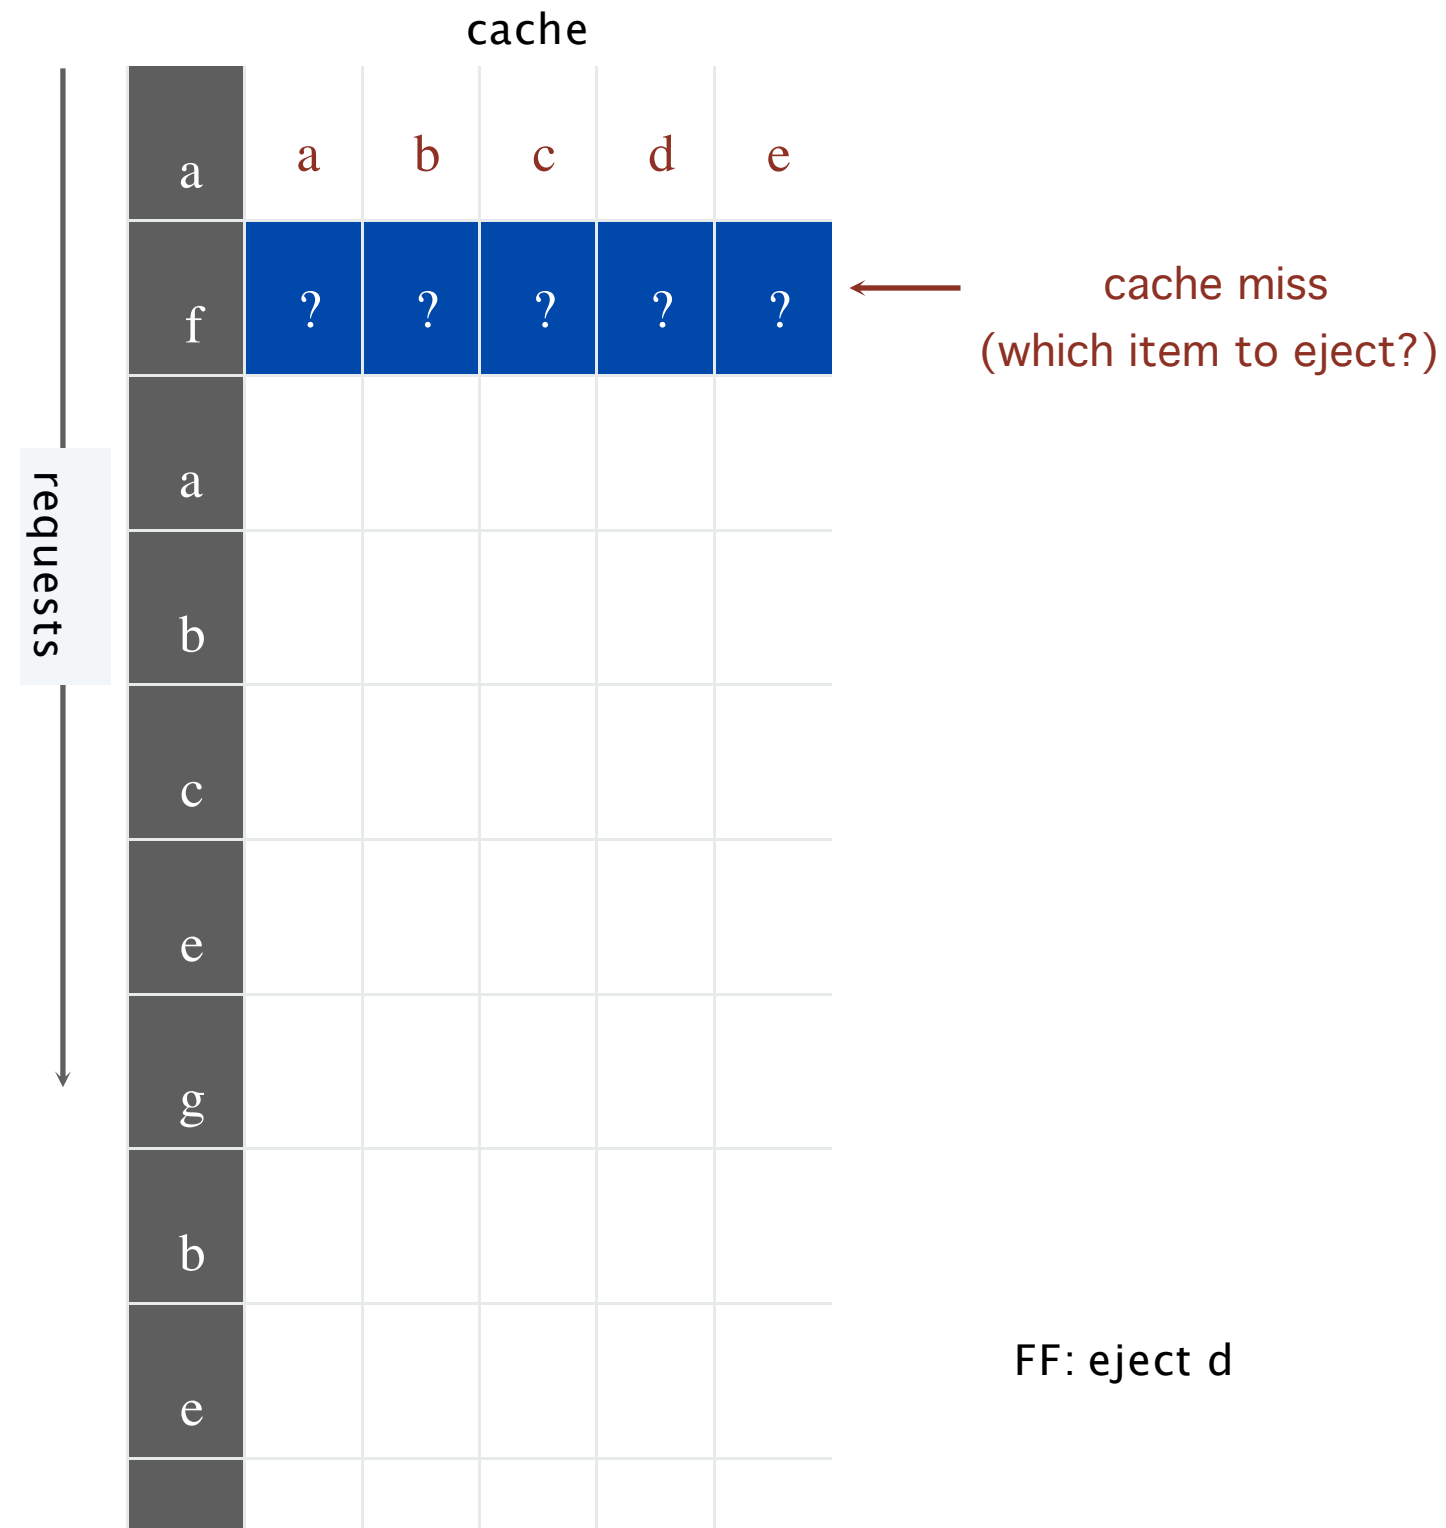 cache
a a b c d e
f ? ? ? ? ?
cache miss
(which item to eject?)
requests
a
b
c
e
g
b
e
FF: eject d